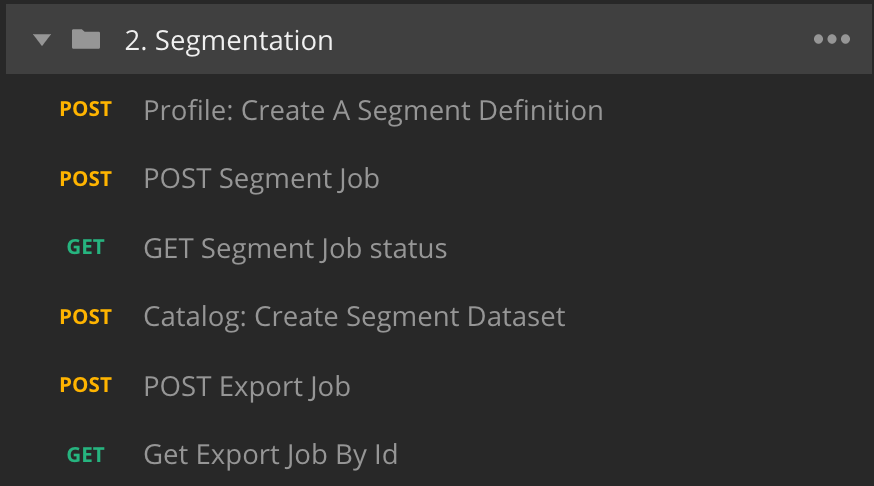 2. Segmentation
POST Profile: Create A Segment Definition
POST POST Segment Job
GET GET Segment Job status
POST Catalog: Create Segment Dataset
POST POST Export Job
GET Get Export Job By Id